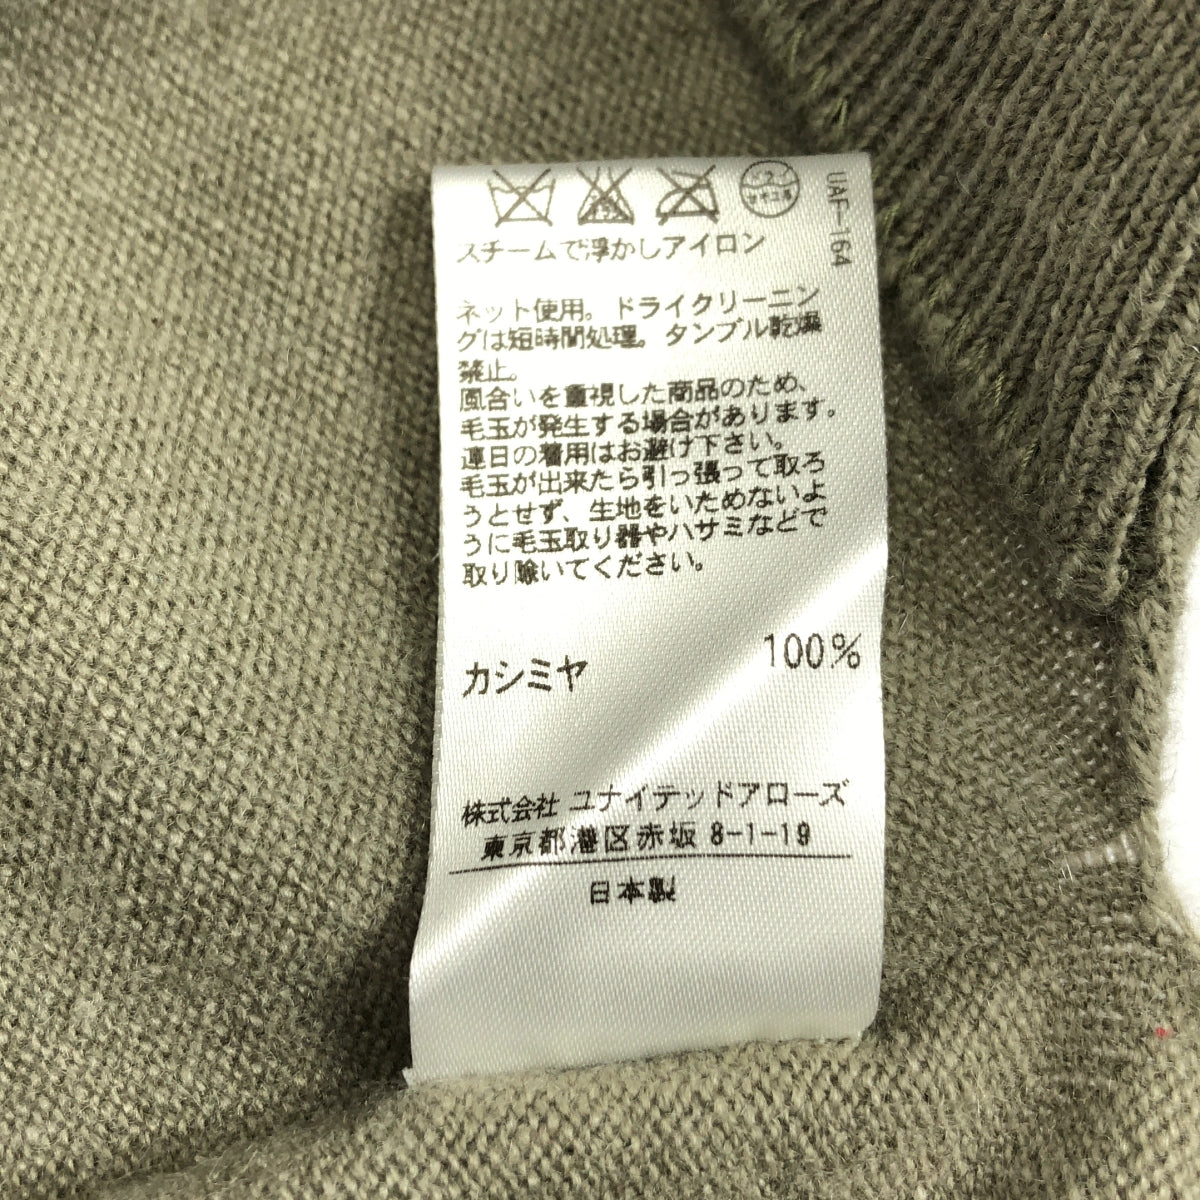 UAF-164
スチームで浮かしアイロン
ネット使用。ドライクリーニン
グは短時間処理。タンブル乾燥
禁止。
風合いを重視した商品のため、
毛玉が発生する場合があります。
連日の着用はお避け下さい。
毛玉が出来たら引っ張って取ろ
うとせず、生地をいためないよ
うに毛玉取り器やハサミなどで
取り除いてください。
カシミヤ 100%
株式会社 ユナイテッドアローズ
東京都港区赤坂 8-1-19
日本製